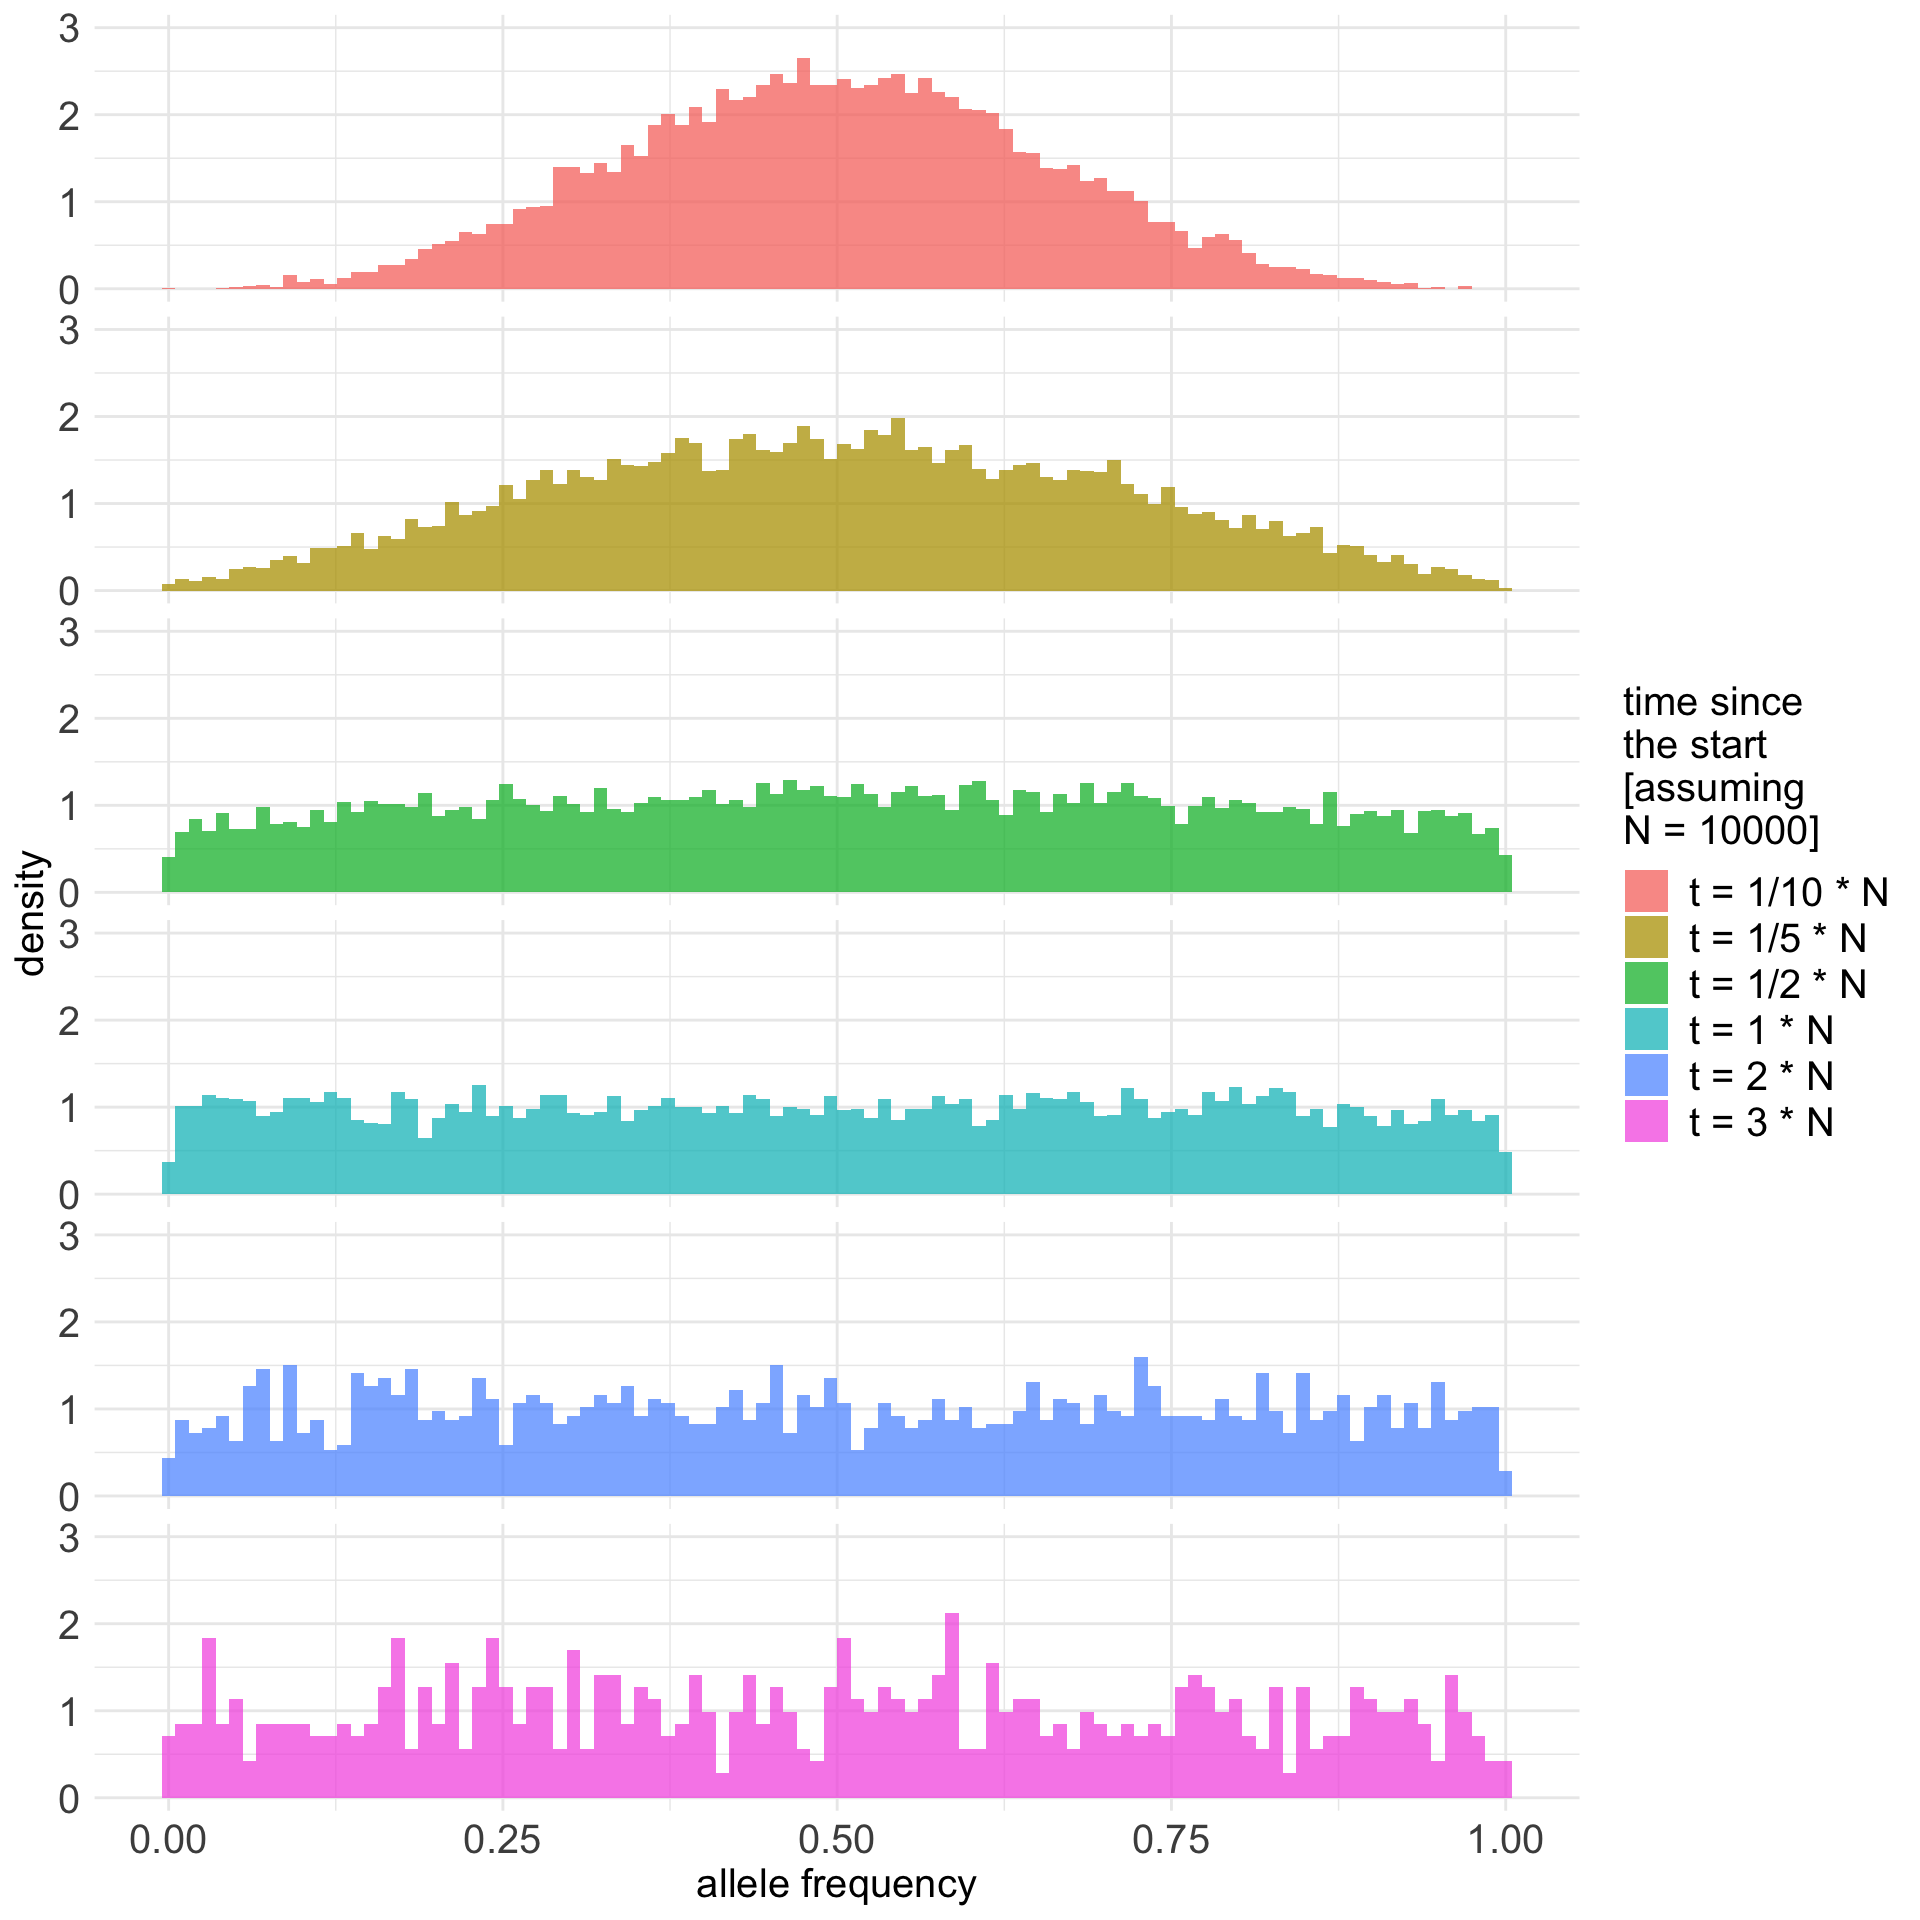 3
2
1
0
3
2
1
0
3
2
1
0
3
2
1
0
3
2
1
0
3
2
1
0
0.00 0.25 0.50 0.75 1.00
allele frequency
density
time since
the start
[assuming
N = 10000]
t = 1/10 * N
t = 1/5 * N
t = 1/2 * N
t = 1 * N
t = 2 * N
t = 3 * N